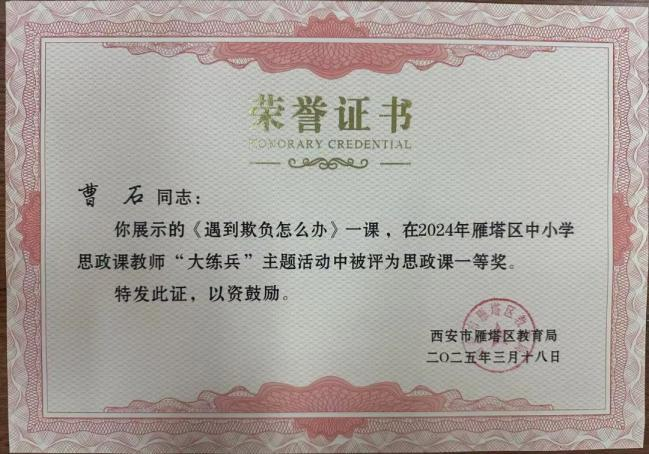 荣誉证书
HONORARY CREDENTIAL
曹 石同志：
你展示的《遇到欺负怎么办》一课，在2024年雁塔区中小学
思政课教师“大练兵”主题活动中被评为思政课一等奖。
特发此证，以资鼓励。
西安市雁塔区教育局
二〇二五年三月十八日